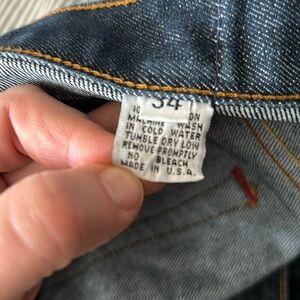 34
MACHINE WASH
IN COLD WATER
TUMBLE DRY LOW
REMOVE PROMPTLY
NO BLEACH
MADE IN U.S.A.